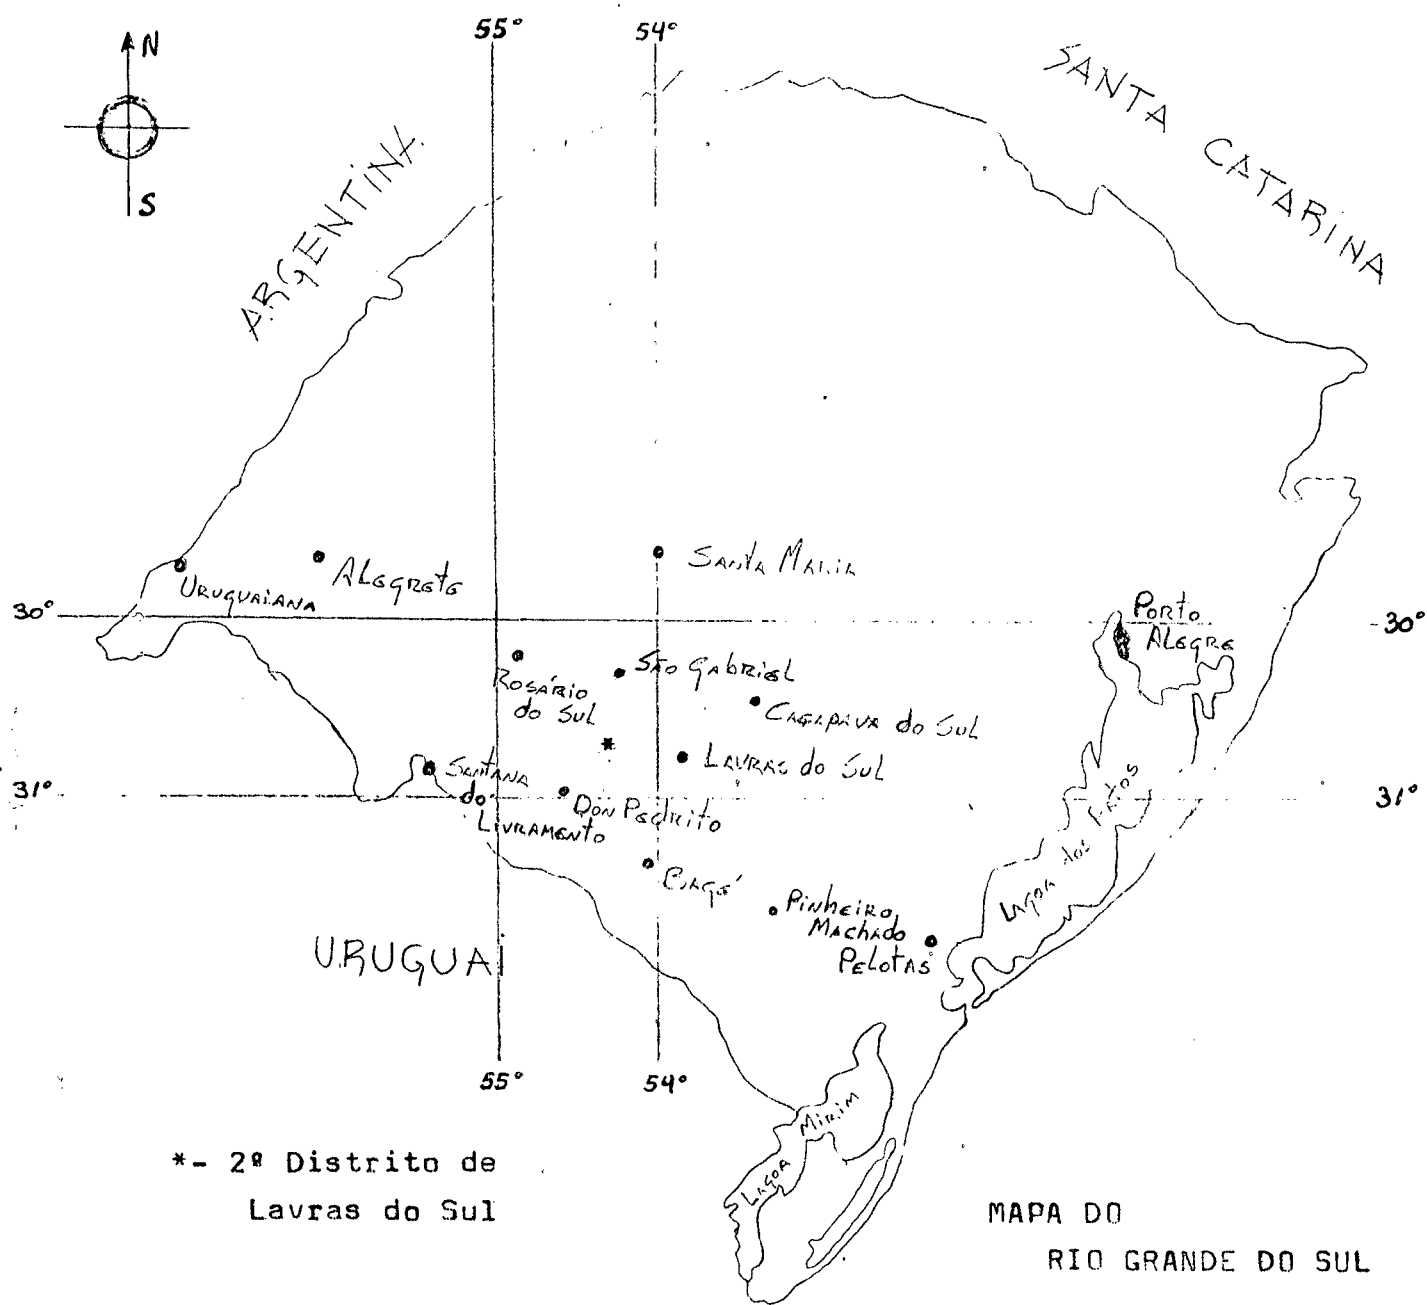 55°
54°
N
S
ARGENTINA
SANTA CATARINA
URUGUAIANA
ALEGRETE
SANTA MARIA
30°
30°
PORTO
ALEGRE
ROSÁRIO
do SUL
SÃO GABRIEL
CAÇAPAVA do SUL
LAVRAS do SUL
*
SANTANA
do
LIVRAMENTO
31°
31°
DON PEDRITO
BAGÉ
PINHEIRO
MACHADO
PELOTAS
LAGOA dos PATOS
URUGUAI
55°
54°
LAGOA MIRIM
*- 2º Distrito de
Lavras do Sul
MAPA DO
RIO GRANDE DO SUL